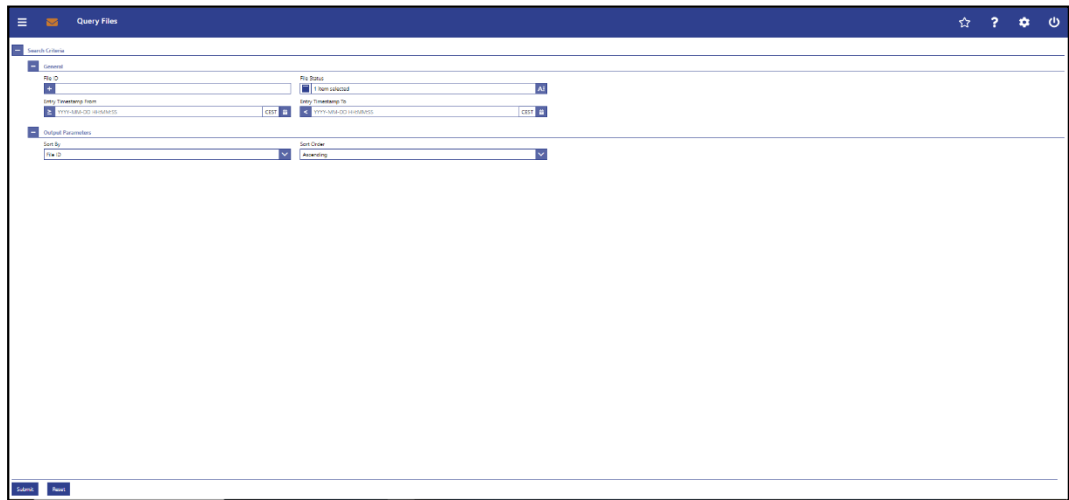 Query Files
Search Criteria
General
File ID
File Status
1 item selected
All
Entry Timestamp From
Entry Timestamp To
YYYY-MM-DD HH:MM:SS
CEST
YYYY-MM-DD HH:MM:SS
CEST
Output Parameters
Sort By
Sort Order
File ID
Ascending
Submit
Reset